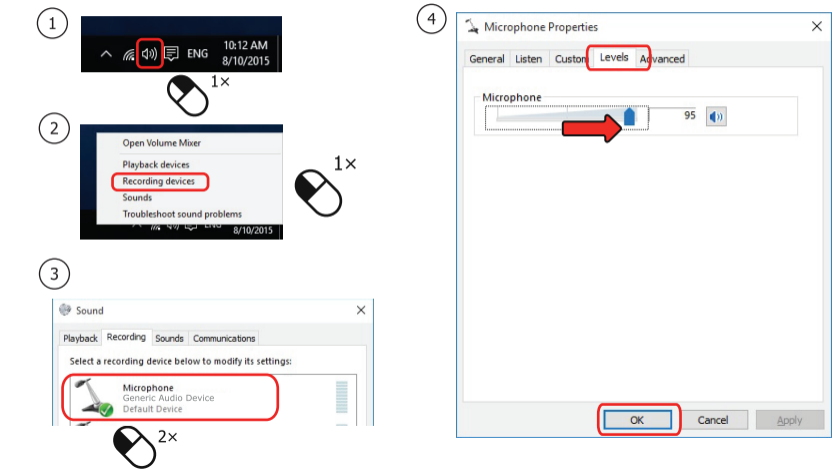 1
ENG
10:12 AM
8/10/2015
1×
2
Open Volume Mixer
Playback devices
Recording devices
Sounds
Troubleshoot sound problems
8/10/2015
1×
3
Sound
Playback Recording Sounds Communications
Select a recording device below to modify its settings:
Microphone
Generic Audio Device
Default Device
2×
4
Microphone Properties
General Listen Custom Levels Advanced
Microphone
95
OK Cancel Apply